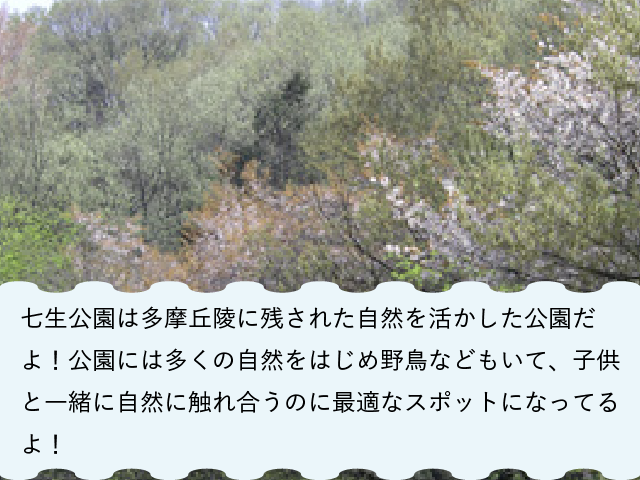 七生公園は多摩丘陵に残された自然を活かした公園だ
よ！公園には多くの自然をはじめ野鳥などもいて、子供
と一緒に自然に触れ合うのに最適なスポットになってる
よ！